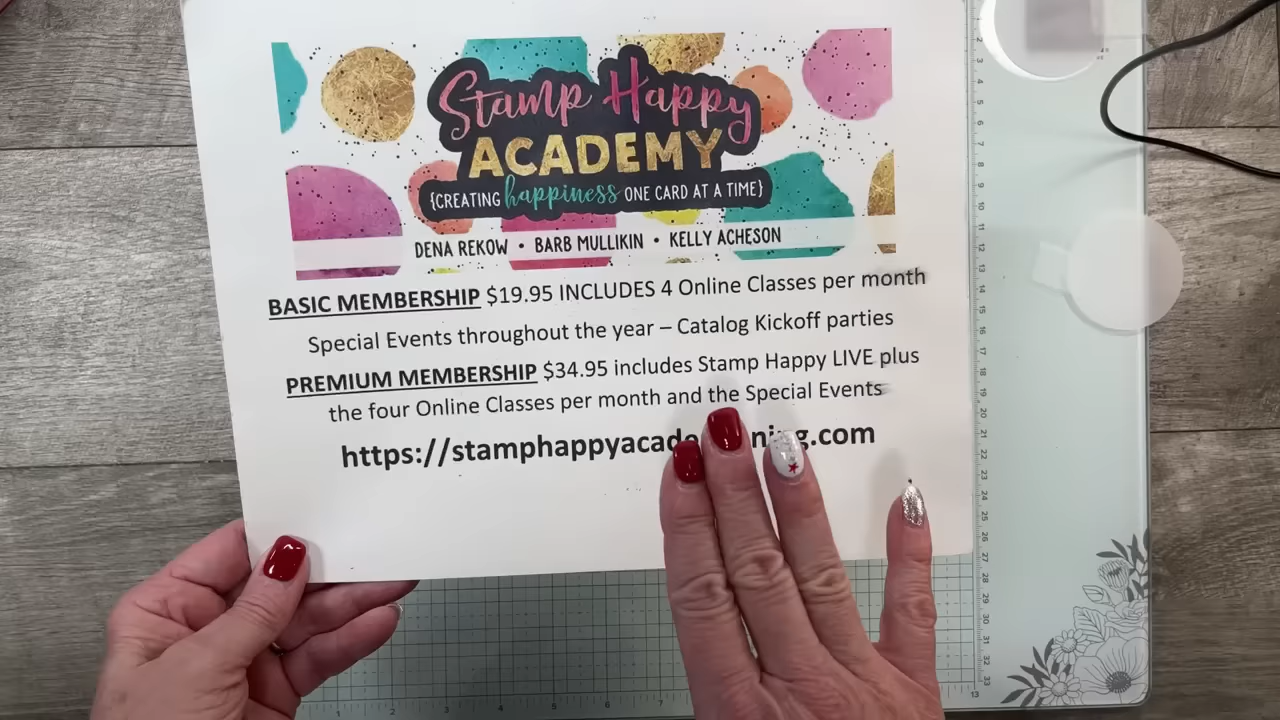 Stamp Happy
ACADEMY
{CREATING happiness ONE CARD AT A TIME}
DENA REKOW • BARB MULLIKIN • KELLY ACHESON
BASIC MEMBERSHIP $19.95 INCLUDES 4 Online Classes per month
Special Events throughout the year – Catalog Kickoff parties
PREMIUM MEMBERSHIP $34.95 includes Stamp Happy LIVE plus
the four Online Classes per month and the Special Events